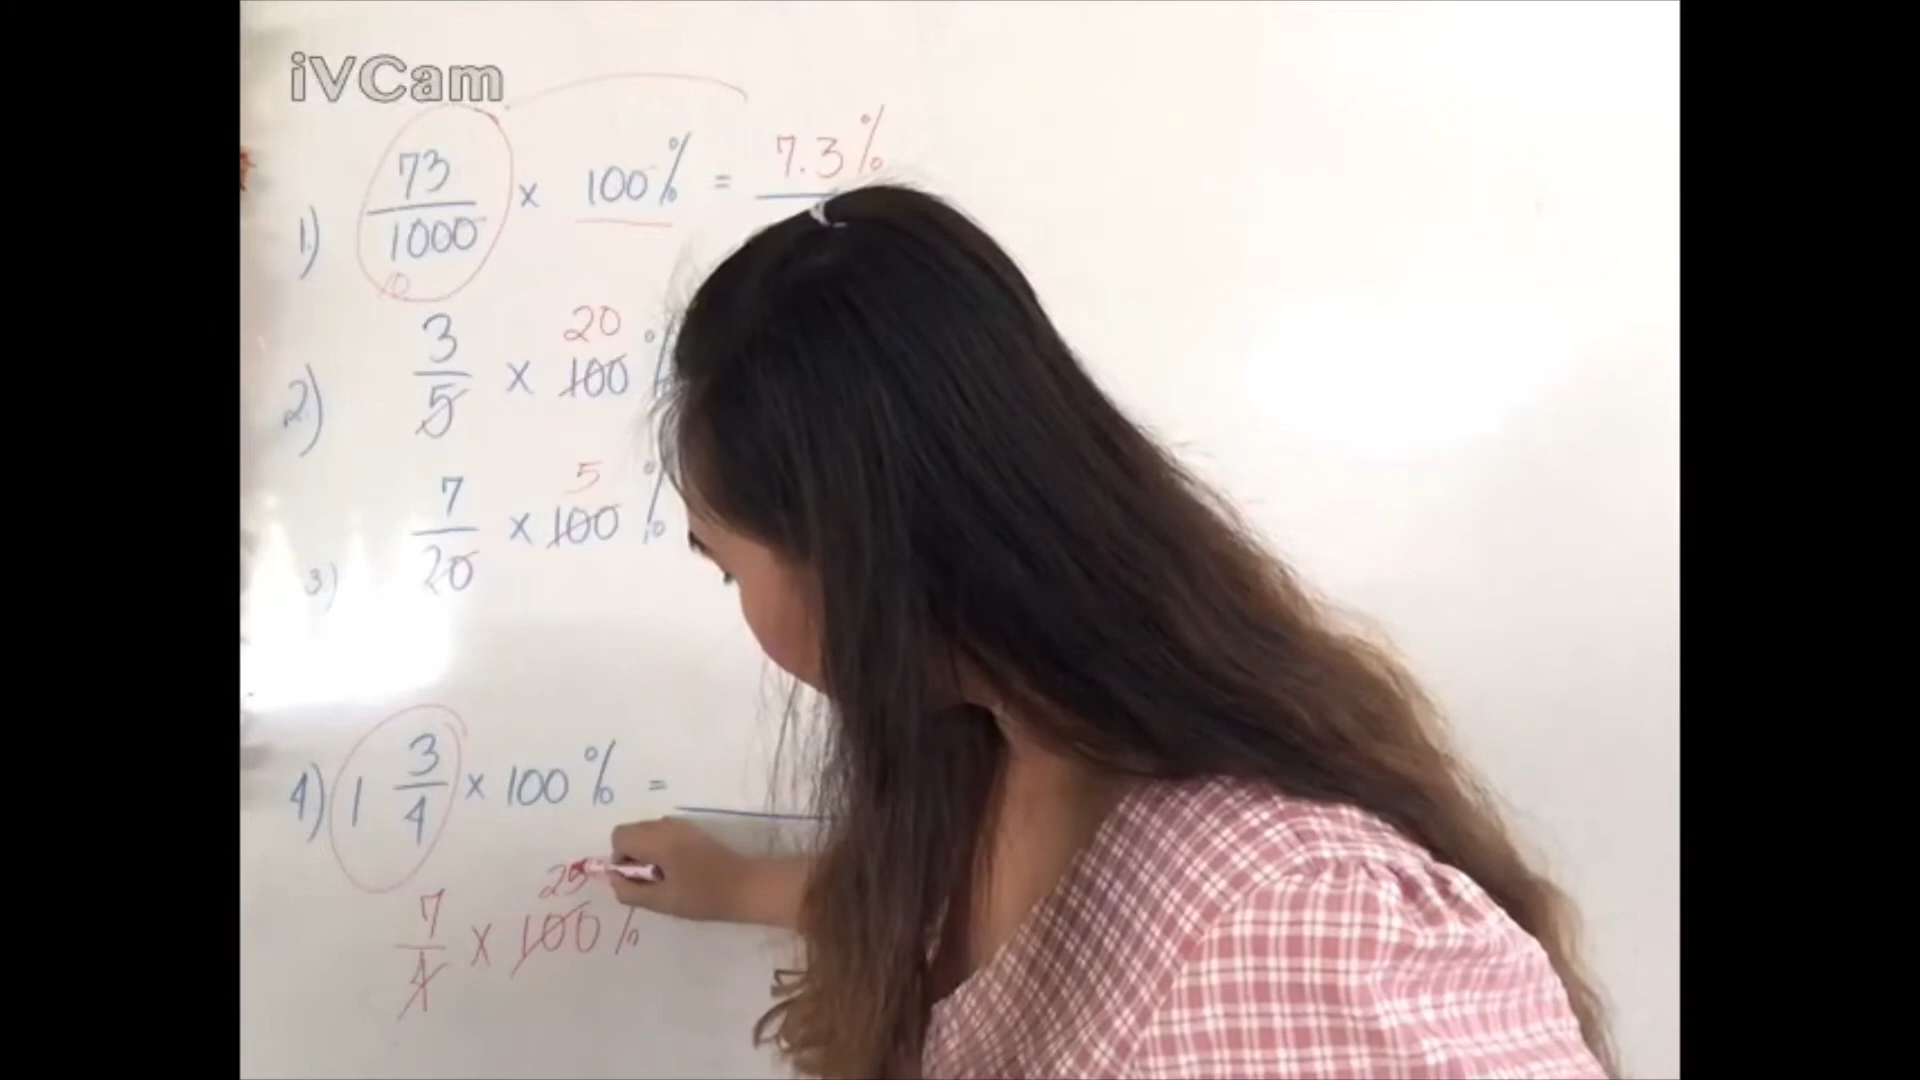 iVCam
1.) 73/1000 x 100% = 7.3%
10
20
2.) 3/5 x 100 %
5
3.) 7/20 x 100 %
4.) 1 3/4 x 100 % =
25
7/4 x 100 %